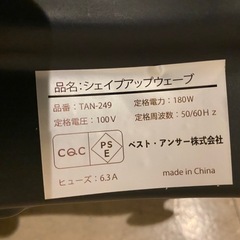 品名：シェイプアップウェーブ
品番：TAN-249 定格電力：180W
定格電圧：100V 定格周波数：50/60Hz
CQC PSE ベスト・アンサー株式会社
ヒューズ：6.3A made in China